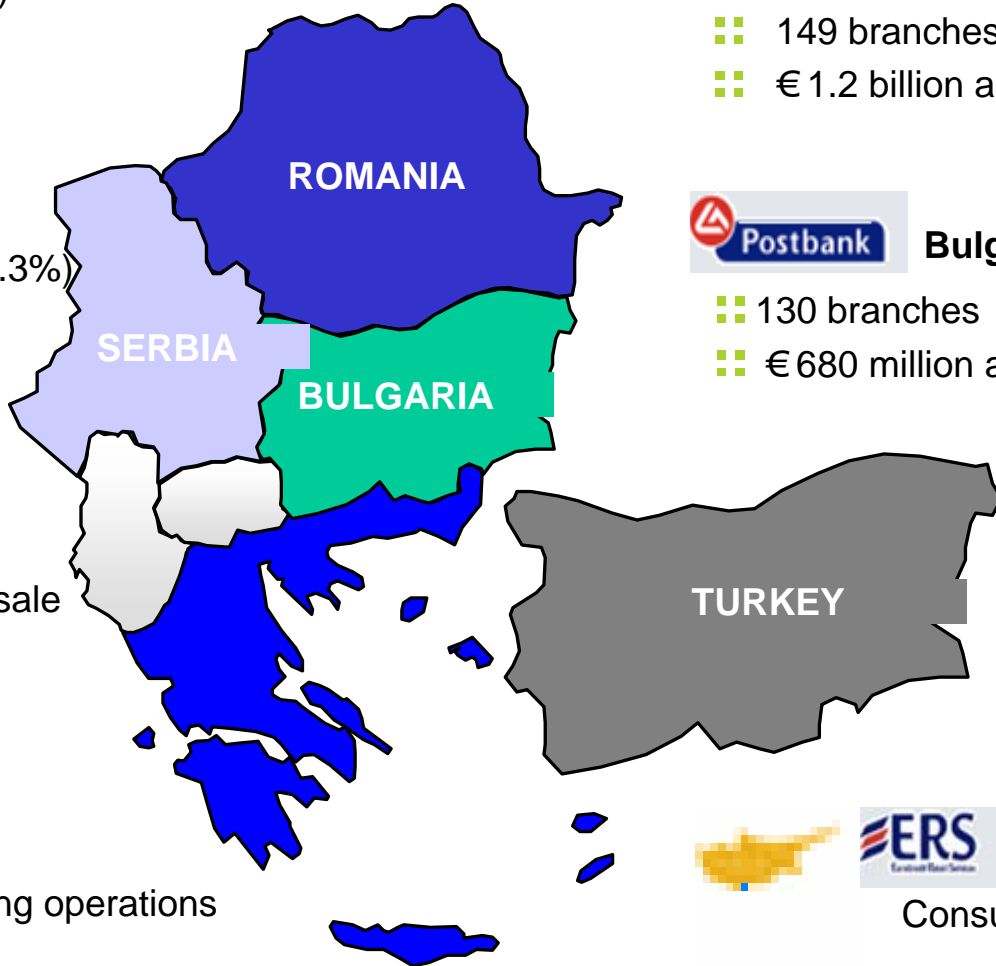 )
149 branches
€1.2 billion a
ROMANIA
Postbank
Bulg
.3%)
130 branches
SERBIA
€680 million a
BULGARIA
sale
TURKEY
ERS
ng operations
Consu